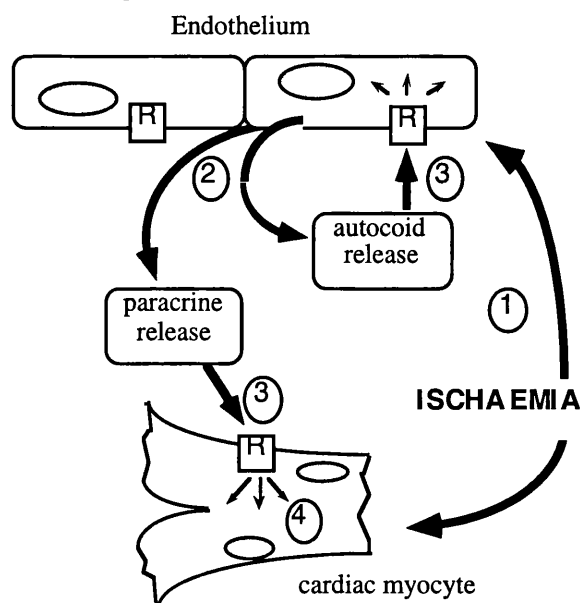 Endothelium
R
R
2
3
autocoid
release
paracrine
release
1
3
ISCHAEMIA
R
4
cardiac myocyte